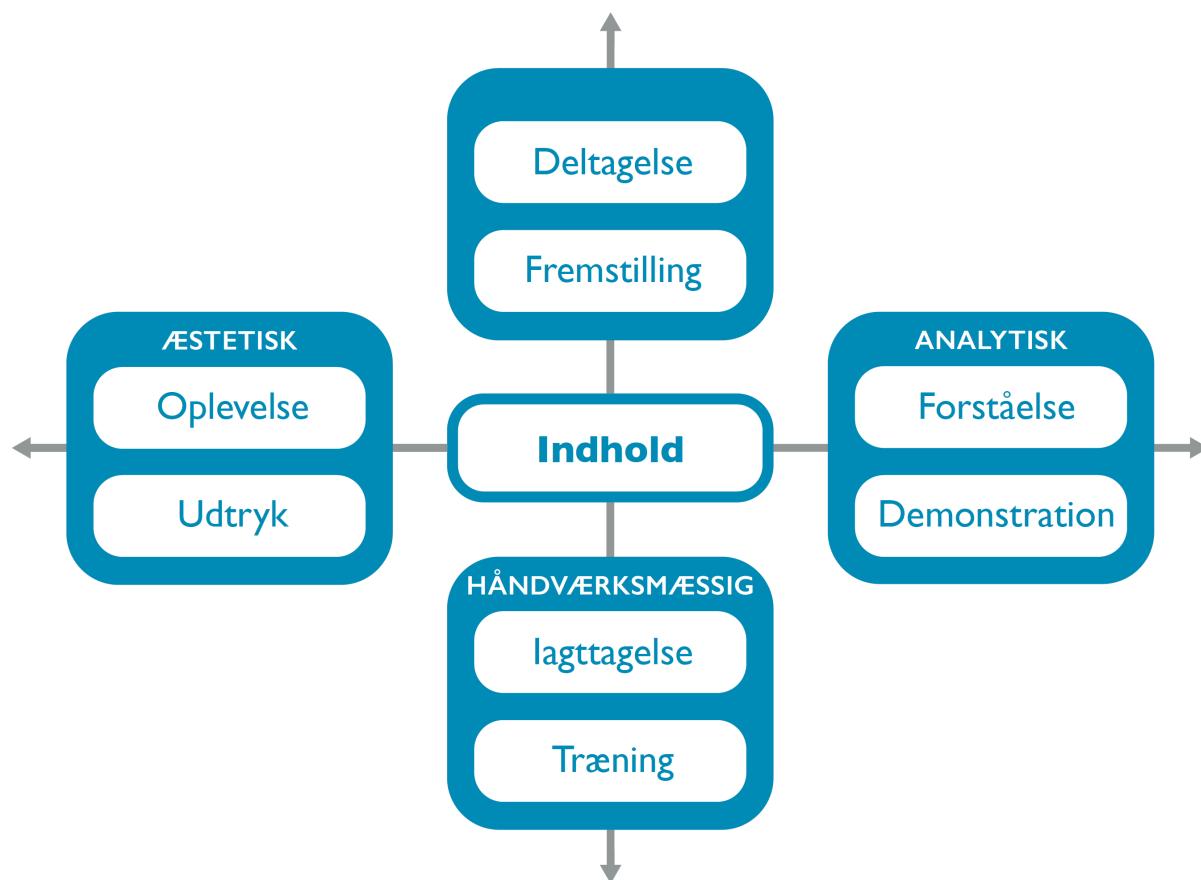 Deltagelse
Fremstilling
ÆSTETISK
Oplevelse
Udtryk
Indhold
ANALYTISK
Forståelse
Demonstration
HÅNDVÆRKSMÆSSIG
Iagttagelse
Træning